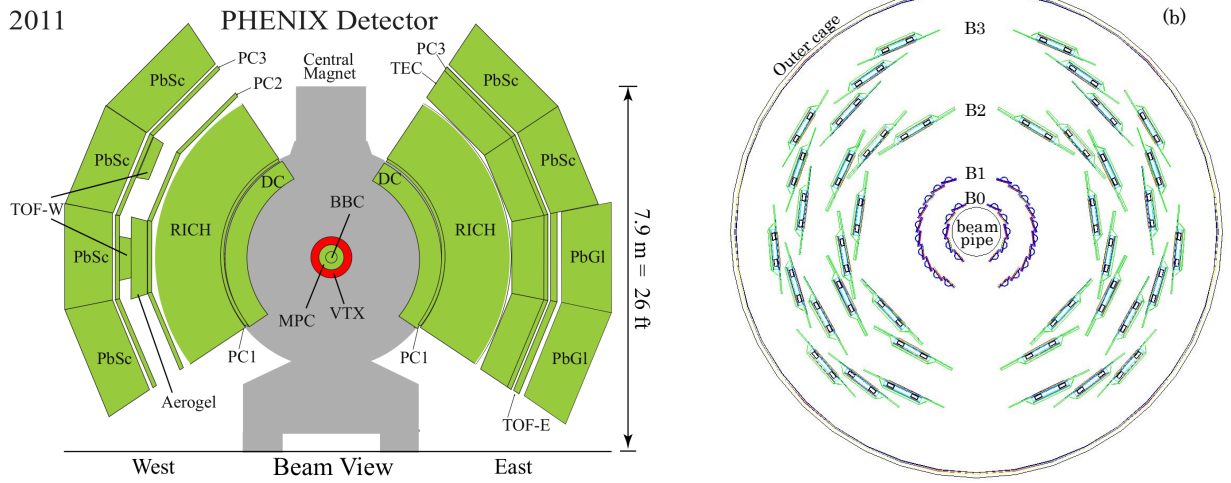 2011
PHENIX Detector
PC3
PC2
Central
Magnet
PC3
TEC
PbSc
PbSc
PbSc
PbSc
DC
DC
TOF-W
BBC
RICH
RICH
PbSc
PbGl
MPC
VTX
PbSc
PC1
PC1
PbGl
Aerogel
TOF-E
West
Beam View
East
7.9 m = 26 ft
(b)
Outer cage
B3
B2
B1
B0
beam
pipe